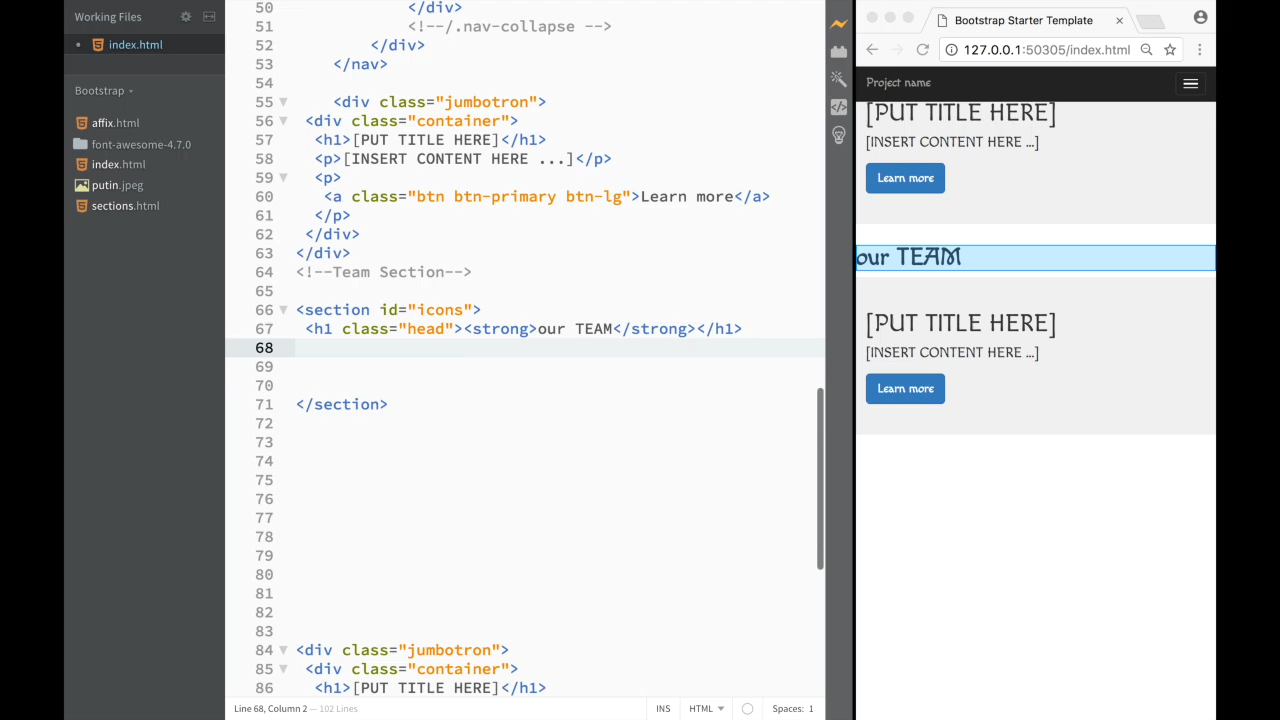 Working Files
index.html
Bootstrap
affix.html
font-awesome-4.7.0
index.html
putin.jpeg
sections.html
50 </div>
51 <!--/.nav-collapse -->
52 </div>
53 </nav>
54
55 <div class="jumbotron">
56 <div class="container">
57 <h1>[PUT TITLE HERE]</h1>
58 <p>[INSERT CONTENT HERE ...]</p>
59 <p>
60 <a class="btn btn-primary btn-lg">Learn more</a>
61 </p>
62 </div>
63 </div>
64 <!--Team Section-->
65
66 <section id="icons">
67 <h1 class="head"><strong>our TEAM</strong></h1>
68
69
70
71 </section>
72
73
74
75
76
77
78
79
80
81
82
83
84 <div class="jumbotron">
85 <div class="container">
86 <h1>[PUT TITLE HERE]</h1>
Line 68, Column 2 — 102 Lines
INS
HTML
Spaces: 1
Bootstrap Starter Template
127.0.0.1:50305/index.html
Project name
[PUT TITLE HERE]
[INSERT CONTENT HERE ...]
Learn more
our TEAM
[PUT TITLE HERE]
[INSERT CONTENT HERE ...]
Learn more